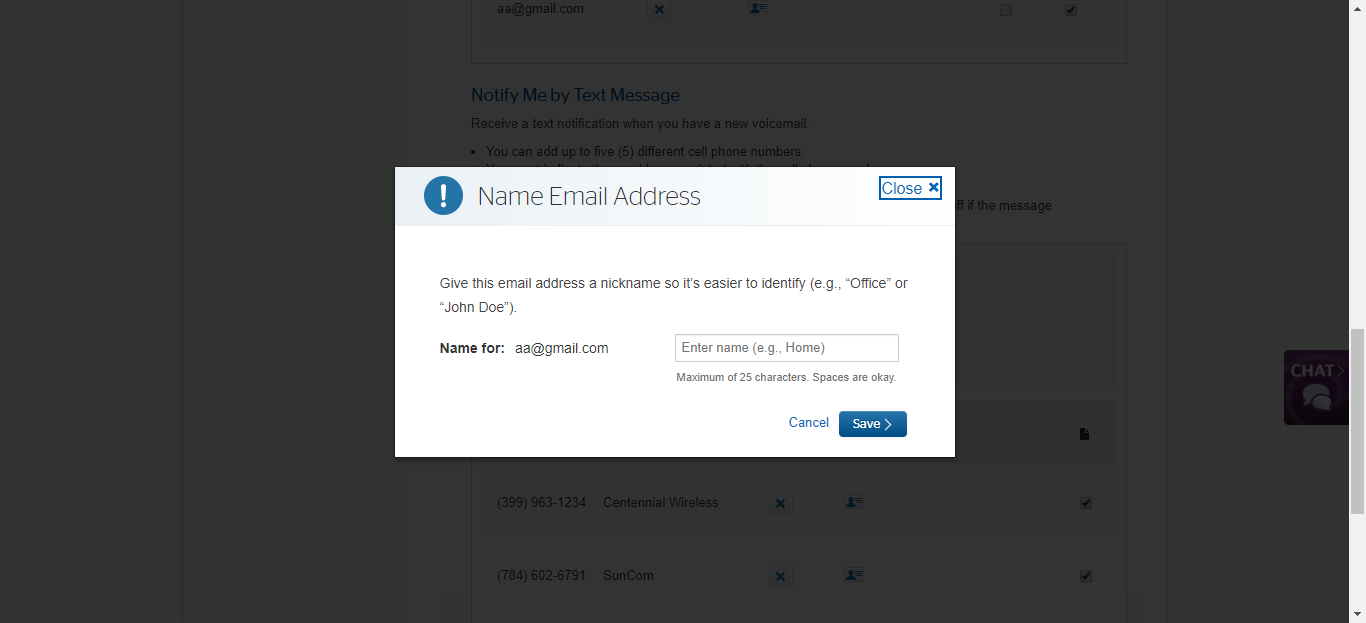 aa@gmail.com
Notify Me by Text Message
Receive a text notification when you have a new voicemail.
You can add up to five (5) different cell phone numbers.
Name Email Address
Close
ff if the message
Give this email address a nickname so it's easier to identify (e.g., “Office” or
“John Doe”).
Name for: aa@gmail.com
Enter name (e.g., Home)
Maximum of 25 characters. Spaces are okay.
Cancel
Save
CHAT
(399) 963-1234 Centennial Wireless
(784) 602-6791 SunCom